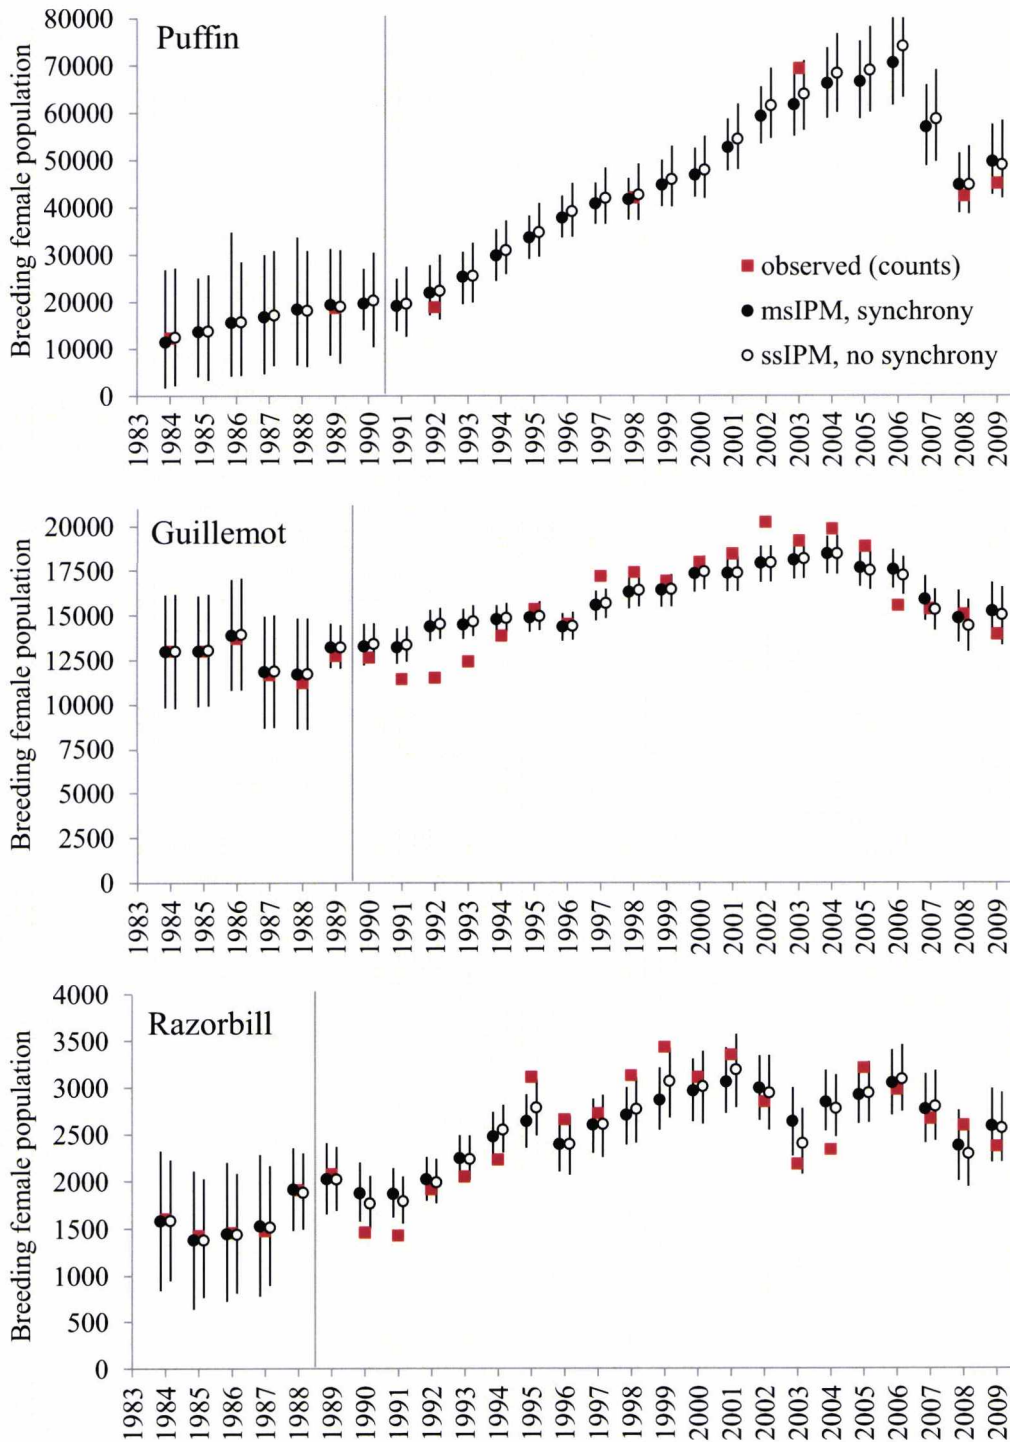 Puffin
Breeding female population
80000
70000
60000
50000
40000
30000
20000
10000
0
observed (counts)
msIPM, synchrony
ssIPM, no synchrony
1983 1984 1985 1986 1987 1988 1989 1990 1991 1992 1993 1994 1995 1996 1997 1998 1999 2000 2001 2002 2003 2004 2005 2006 2007 2008 2009
Guillemot
Breeding female population
20000
17500
15000
12500
10000
7500
5000
2500
0
1983 1984 1985 1986 1987 1988 1989 1990 1991 1992 1993 1994 1995 1996 1997 1998 1999 2000 2001 2002 2003 2004 2005 2006 2007 2008 2009
Razorbill
Breeding female population
4000
3500
3000
2500
2000
1500
1000
500
0
1983 1984 1985 1986 1987 1988 1989 1990 1991 1992 1993 1994 1995 1996 1997 1998 1999 2000 2001 2002 2003 2004 2005 2006 2007 2008 2009